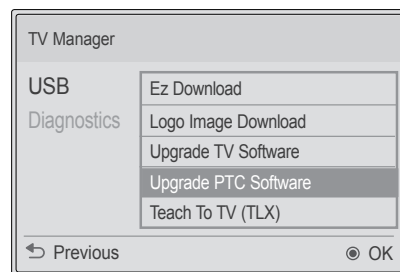 TV Manager
USB
Diagnostics
Ez Download
Logo Image Download
Upgrade TV Software
Upgrade PTC Software
Teach To TV (TLX)
Previous
OK